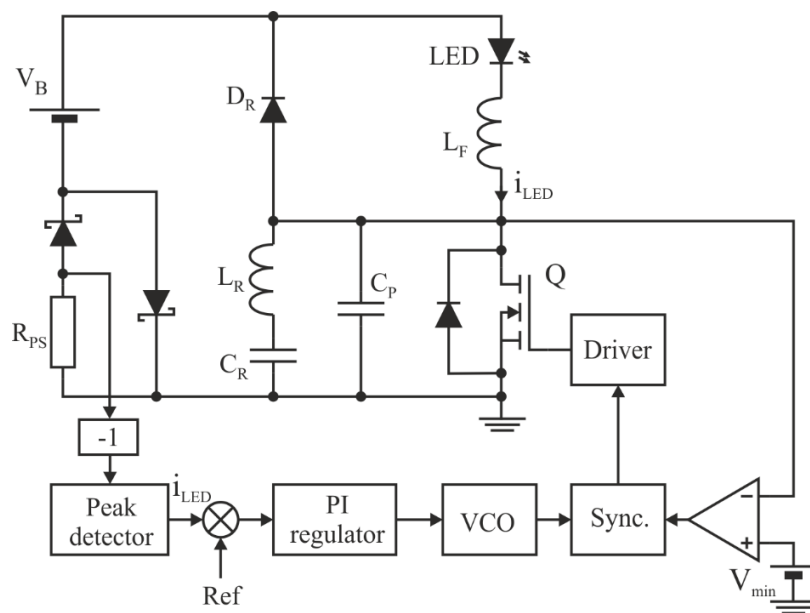 LED
V_B
D_R
L_F
i_LED
L_R
C_P
Q
R_PS
C_R
Driver
-1
i_LED
Peak
detector
PI
regulator
VCO
Sync.
−
+
V_min
Ref